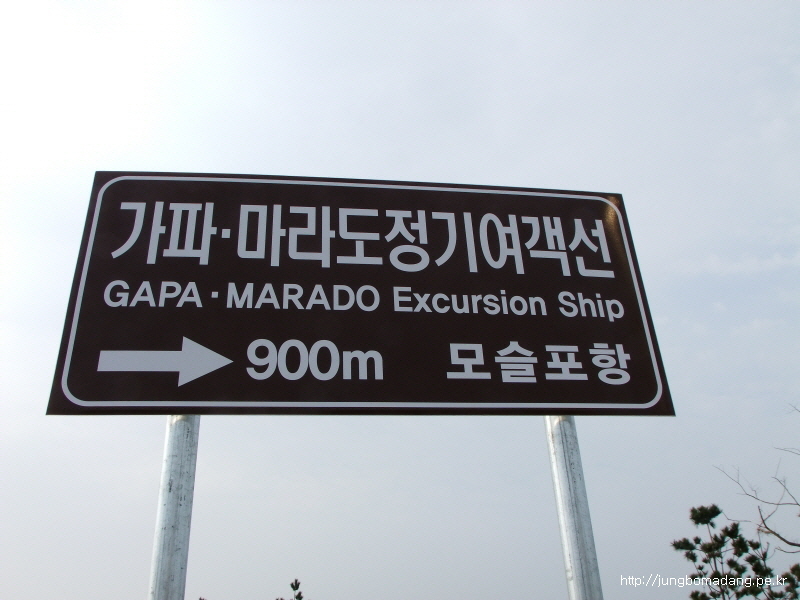 가파·마라도정기여객선
GAPA·MARADO Excursion Ship
900m 모슬포항
http://jungbomadang.pe.kr